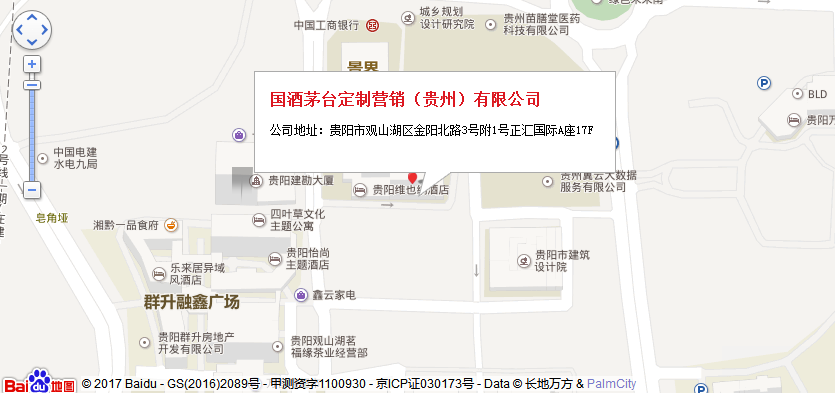 城乡规划
设计研究院
贵州苗膳堂医药
科技有限公司
中国工商银行
景界
P
BLD
国酒茅台定制营销（贵州）有限公司
公司地址：贵阳市观山湖区金阳北路3号附1号正汇国际A座17F
中国电建
水电九局
贵阳建勘大厦
贵阳维也纳酒店
贵州翼云大数据
服务有限公司
皂角垭
湘黔一品食府
四叶草文化
主题公寓
贵阳怡尚
主题酒店
乐来居异域
风酒店
贵阳市建筑
设计院
群升融鑫广场
鑫云家电
贵阳群升房地产
开发有限公司
贵阳观山湖茗
福缘茶业经营部
P
Bai du 地图
© 2017 Baidu - GS(2016)2089号 - 甲测资字1100930 - 京ICP证030173号 - Data © 长地万方 & PalmCity